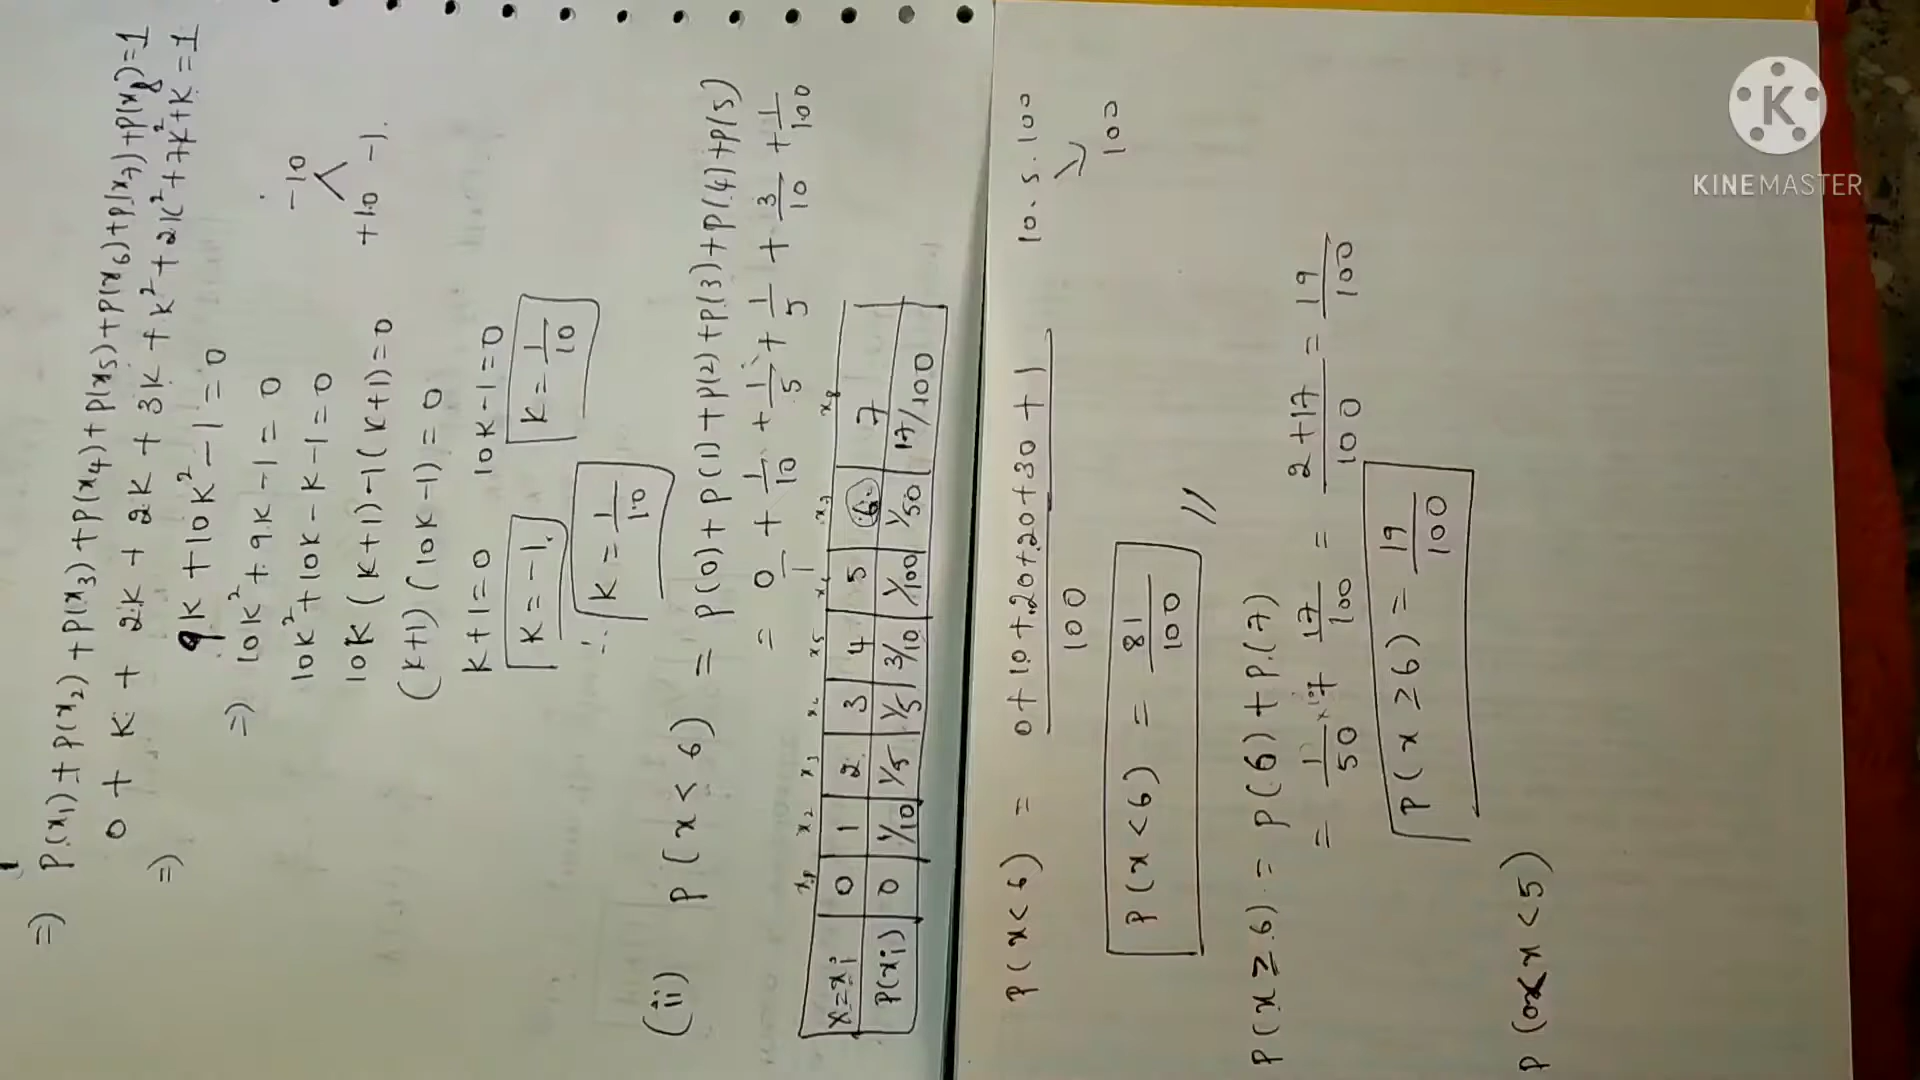 =) P(x1) + P(x2) + P(x3) + P(x4) + P(x5) + P(x6) + P(x7) + P(x8) = 1
0 + K + 2K + 2K + 3K + K² + 2K² + 7K² + K = 1
=) 9K + 10K² - 1 = 0
=) 10K² + 9K - 1 = 0
10K² + 10K - K - 1 = 0
-10
+10 -1
10K (K+1) - 1 (K+1) = 0
(K+1) (10K-1) = 0
K+1 = 0 10K-1 = 0
K = -1 K = 1/10
∴ K = 1/10
(ii) P(x < 6) = P(0) + P(1) + P(2) + P(3) + P(4) + P(5)
= 0/1 + 1/10 + 1/5 + 1/5 + 3/10 + 1/100
x2 x3 x5 x7 x8
X=xi 0 1 2 3 4 5 6 7
P(xi) 0 1/10 1/5 1/5 3/10 1/100 1/50 17/100
P(x < 6) = 0+10+20+20+30+1 / 100 10. 5. 100
100
P(x < 6) = 81/100 //
P(x ≥ 6) = P(6) + P(7)
= 1/50 + 17/100 = 2+17/100 = 19/100
P(x ≥ 6) = 19/100
P(0< x < 5)
K
KINEMASTER